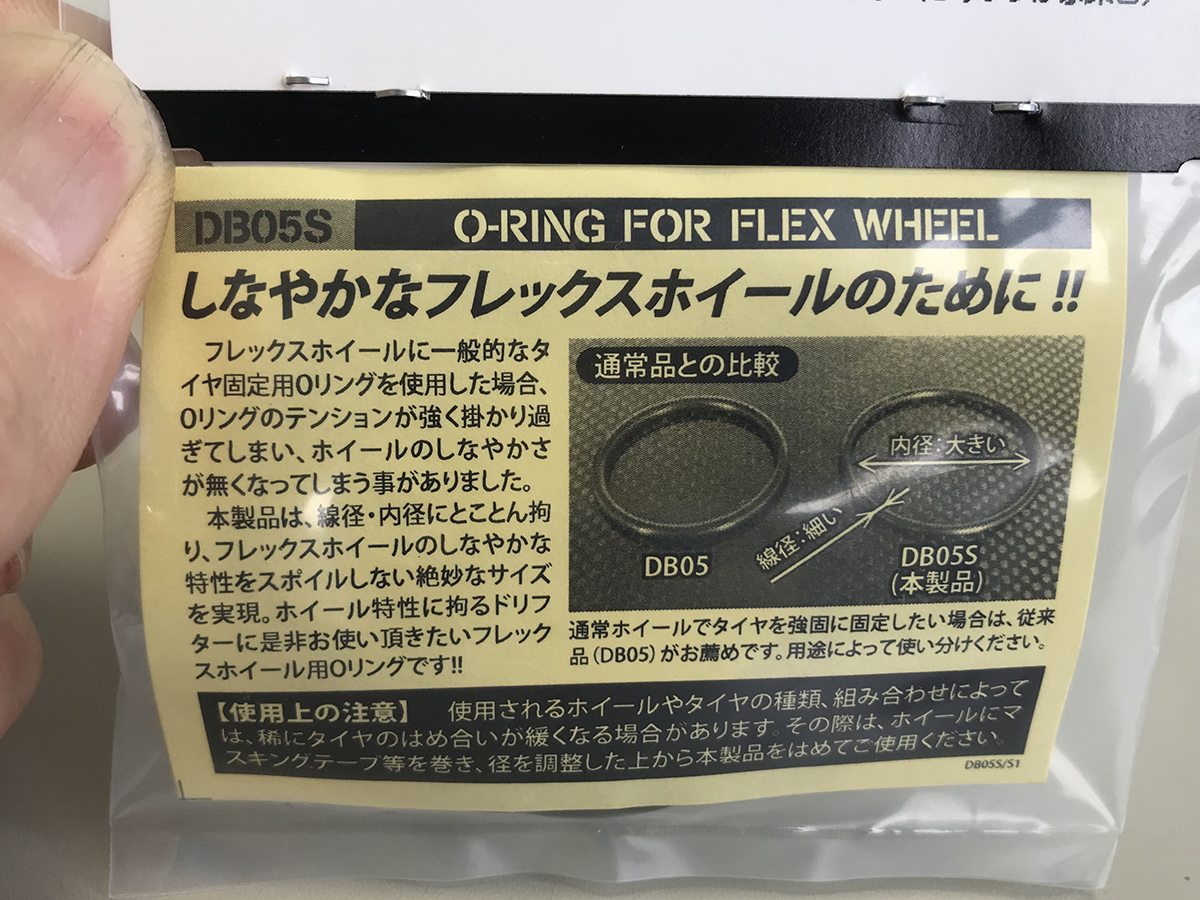 DB05S O-RING FOR FLEX WHEEL
しなやかなフレックスホイールのために!!
フレックスホイールに一般的なタ
イヤ固定用Oリングを使用した場合、
Oリングのテンションが強く掛かり過
ぎてしまい、ホイールのしなやかさ
が無くなってしまう事がありました。
本製品は、線径・内径にとことん拘
り、フレックスホイールのしなやかな
特性をスポイルしない絶妙なサイズ
を実現。ホイール特性に拘るドリフ
ターに是非お使い頂きたいフレック
スホイール用Oリングです!!
通常品との比較
内径:大きい
線径:細い
DB05
DB05S
(本製品)
通常ホイールでタイヤを強固に固定したい場合は、従来
品(DB05)がお薦めです。用途によって使い分けください。
【使用上の注意】 使用されるホイールやタイヤの種類、組み合わせによって
は、稀にタイヤのはめ合いが緩くなる場合があります。その際は、ホイールにマ
スキングテープ等を巻き、径を調整した上から本製品をはめてご使用ください。
DB05S/S1